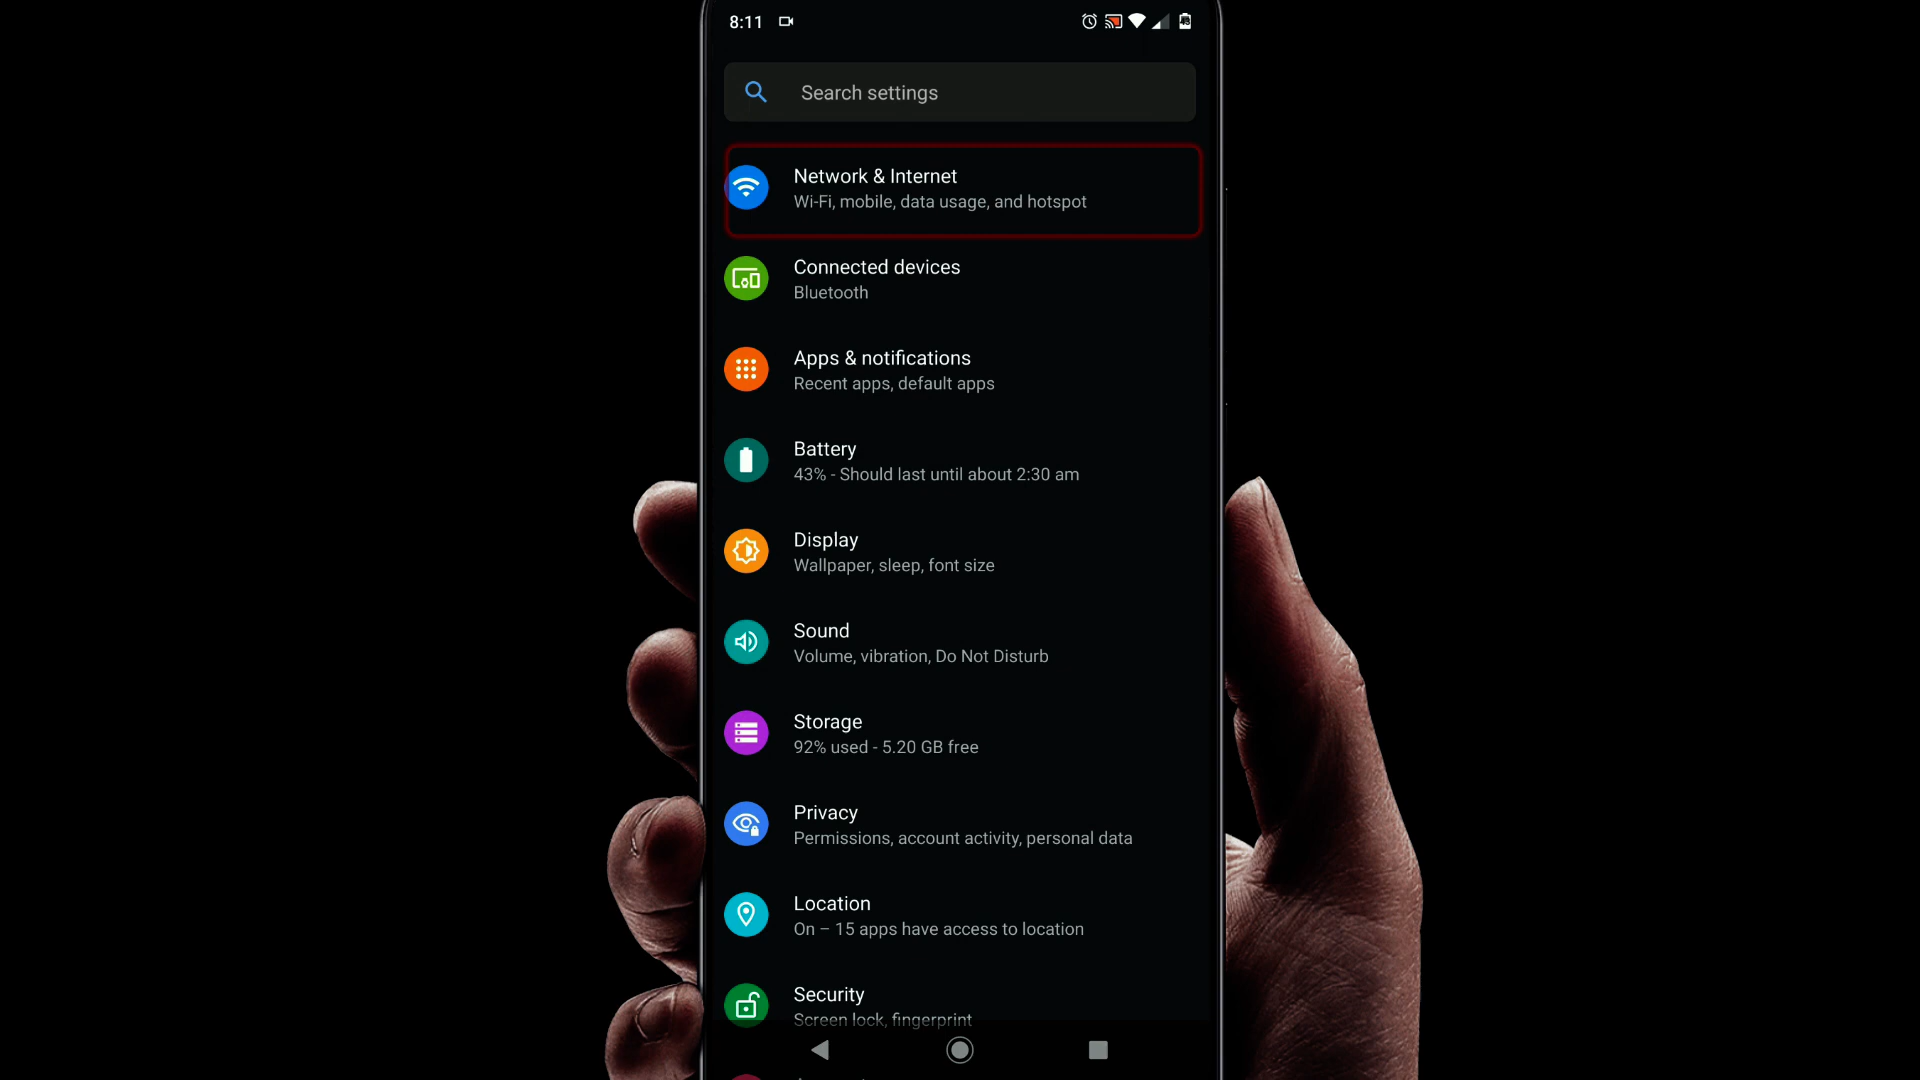 8:11
Search settings
Network & Internet
Wi-Fi, mobile, data usage, and hotspot
Connected devices
Bluetooth
Apps & notifications
Recent apps, default apps
Battery
43% - Should last until about 2:30 am
Display
Wallpaper, sleep, font size
Sound
Volume, vibration, Do Not Disturb
Storage
92% used - 5.20 GB free
Privacy
Permissions, account activity, personal data
Location
On – 15 apps have access to location
Security
Screen lock, fingerprint